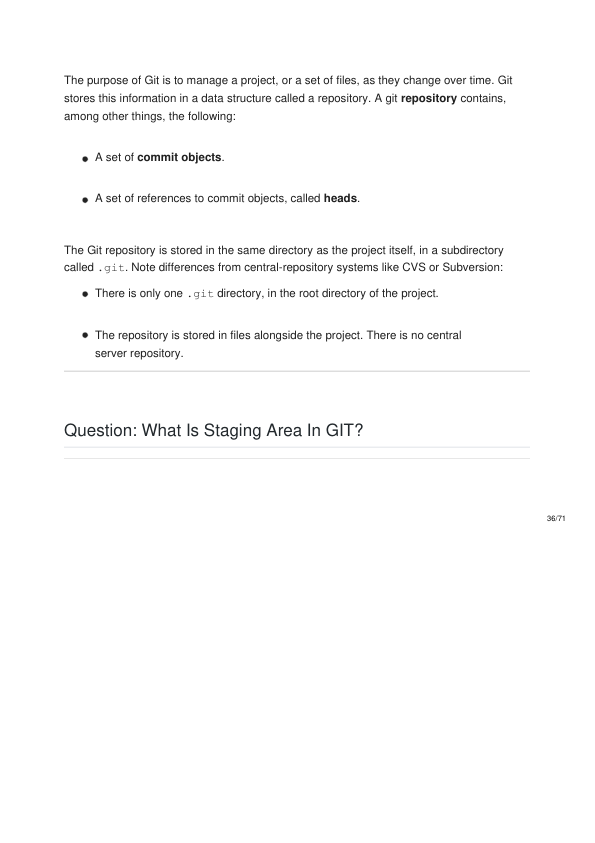 The purpose of Git is to manage a project, or a set of files, as they change over time. Git
stores this information in a data structure called a repository. A git repository contains,
among other things, the following:
● A set of commit objects.
● A set of references to commit objects, called heads.
The Git repository is stored in the same directory as the project itself, in a subdirectory
called .git. Note differences from central-repository systems like CVS or Subversion:
● There is only one .git directory, in the root directory of the project.
● The repository is stored in files alongside the project. There is no central
server repository.
Question: What Is Staging Area In GIT?
36/71